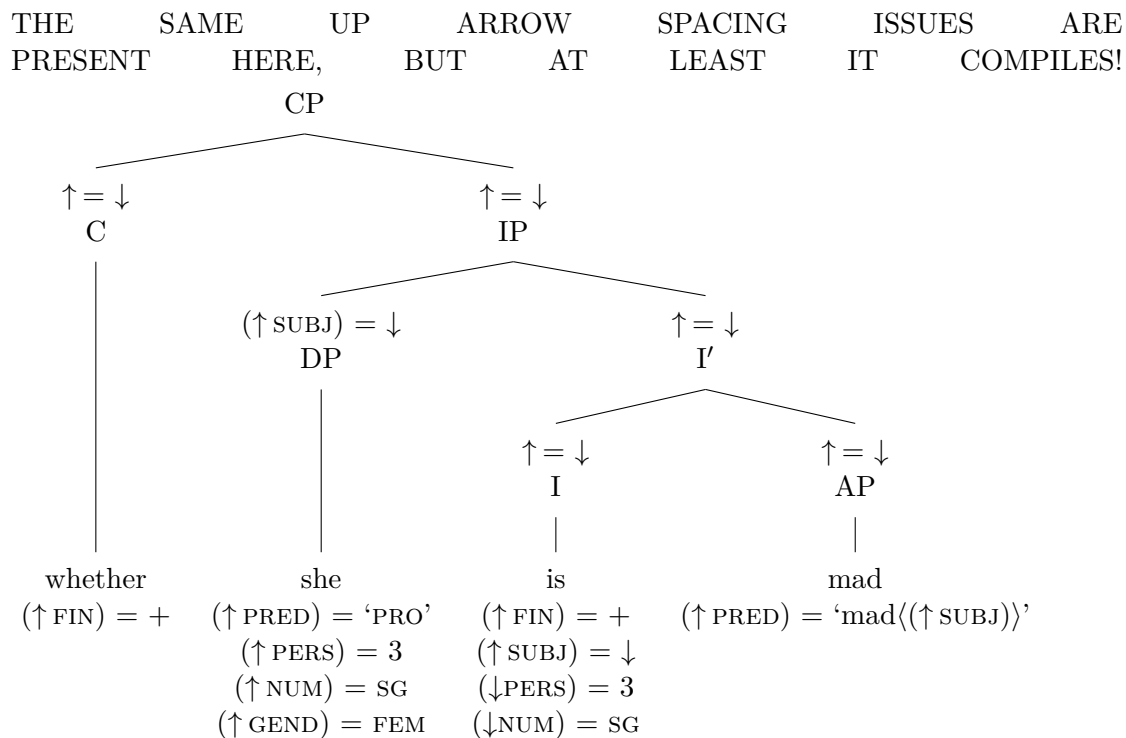 THE SAME UP ARROW SPACING ISSUES ARE
PRESENT HERE, BUT AT LEAST IT COMPILES!
CP
↑ = ↓ ↑ = ↓
C IP
(↑ SUBJ) = ↓ ↑ = ↓
DP I′
↑ = ↓ ↑ = ↓
I AP
whether she is mad
(↑ FIN) = + (↑ PRED) = ‘PRO’ (↑ FIN) = + (↑ PRED) = ‘mad⟨(↑ SUBJ)⟩’
(↑ PERS) = 3 (↑ SUBJ) = ↓
(↑ NUM) = SG (↓PERS) = 3
(↑ GEND) = FEM (↓NUM) = SG